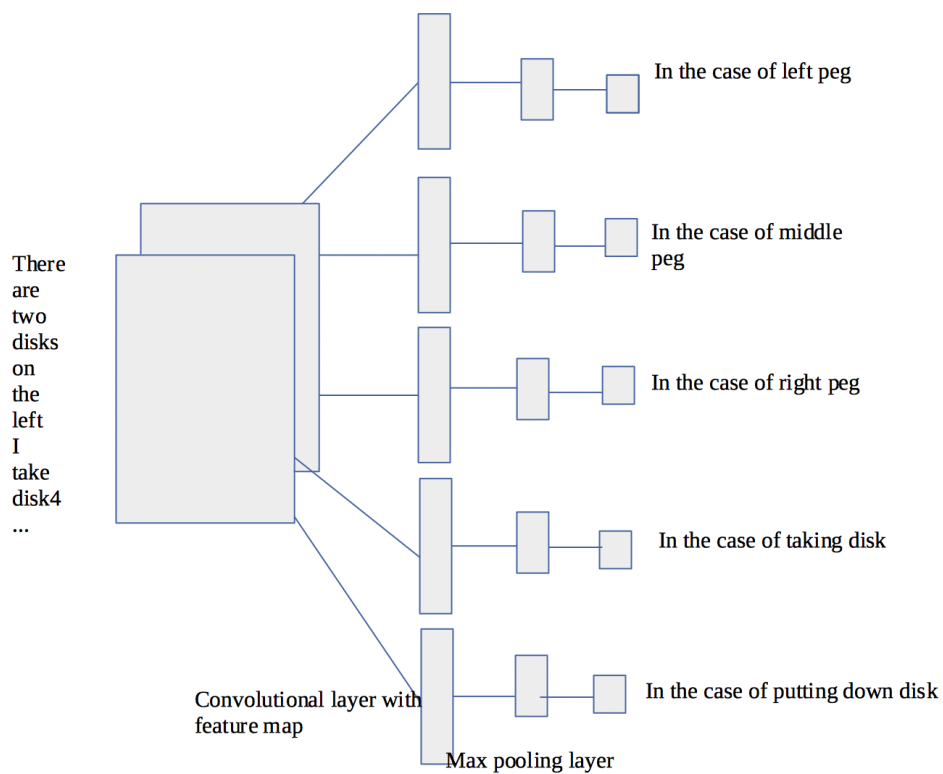 There
are
two
disks
on
the
left
I
take
disk4
...
In the case of left peg
In the case of middle
peg
In the case of right peg
In the case of taking disk
In the case of putting down disk
Convolutional layer with
feature map
Max pooling layer